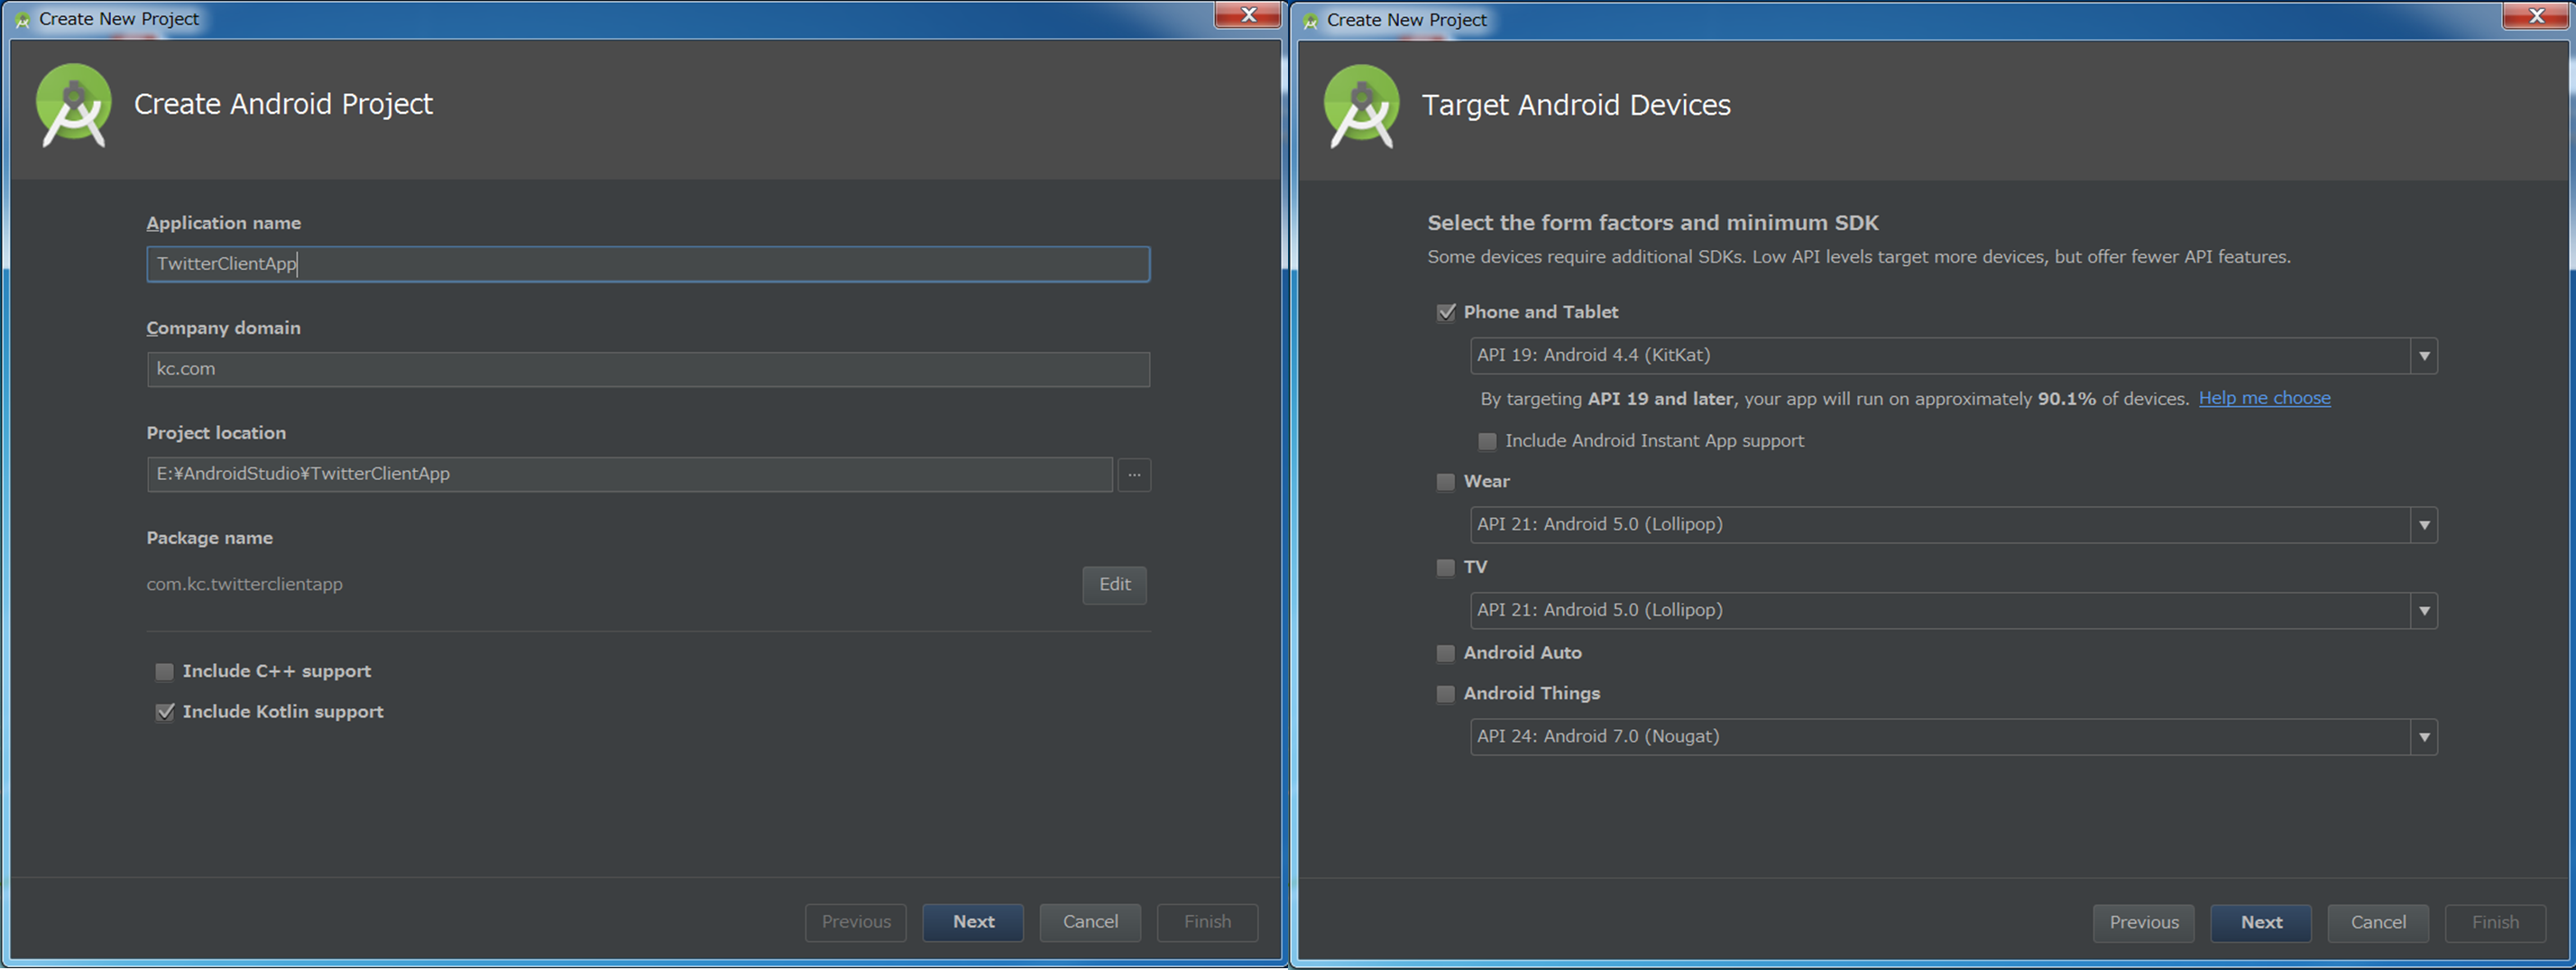 Create New Project
Create Android Project
Application name
TwitterClientApp
Company domain
kc.com
Project location
E:¥AndroidStudio¥TwitterClientApp
...
Package name
com.kc.twitterclientapp
Edit
Include C++ support
Include Kotlin support
Previous
Next
Cancel
Finish
Create New Project
Target Android Devices
Select the form factors and minimum SDK
Some devices require additional SDKs. Low API levels target more devices, but offer fewer API features.
Phone and Tablet
API 19: Android 4.4 (KitKat)
By targeting API 19 and later, your app will run on approximately 90.1% of devices. Help me choose
Include Android Instant App support
Wear
API 21: Android 5.0 (Lollipop)
TV
API 21: Android 5.0 (Lollipop)
Android Auto
Android Things
API 24: Android 7.0 (Nougat)
Previous
Next
Cancel
Finish